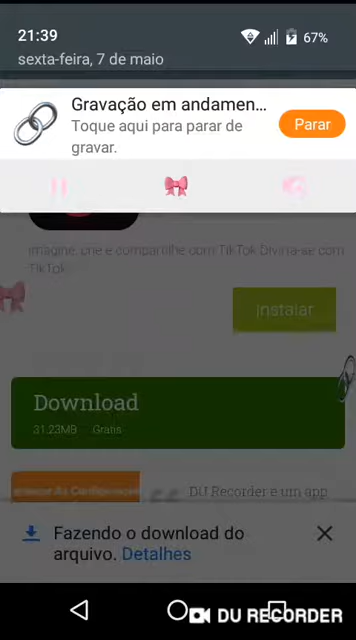 21:39
67%
sexta-feira, 7 de maio
Gravação em andamen...
Toque aqui para parar de
gravar.
Parar
Imagine, crie e compartilhe com TikTok Divirta-se com
TikTok
Instalar
Download
31.23MB Gratis
DU Recorder é um app
Fazendo o download do
arquivo. Detalhes
DU RECORDER